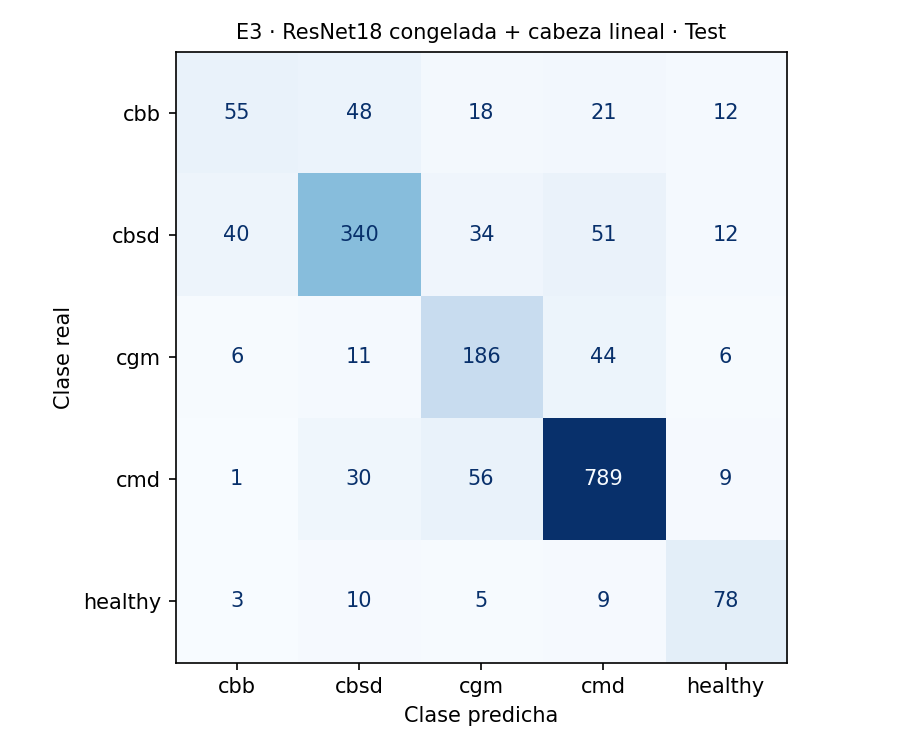 E3 · ResNet18 congelada + cabeza lineal · Test
Clase real
cbb 55 48 18 21 12
cbsd 40 340 34 51 12
cgm 6 11 186 44 6
cmd 1 30 56 789 9
healthy 3 10 5 9 78
cbb cbsd cgm cmd healthy
Clase predicha